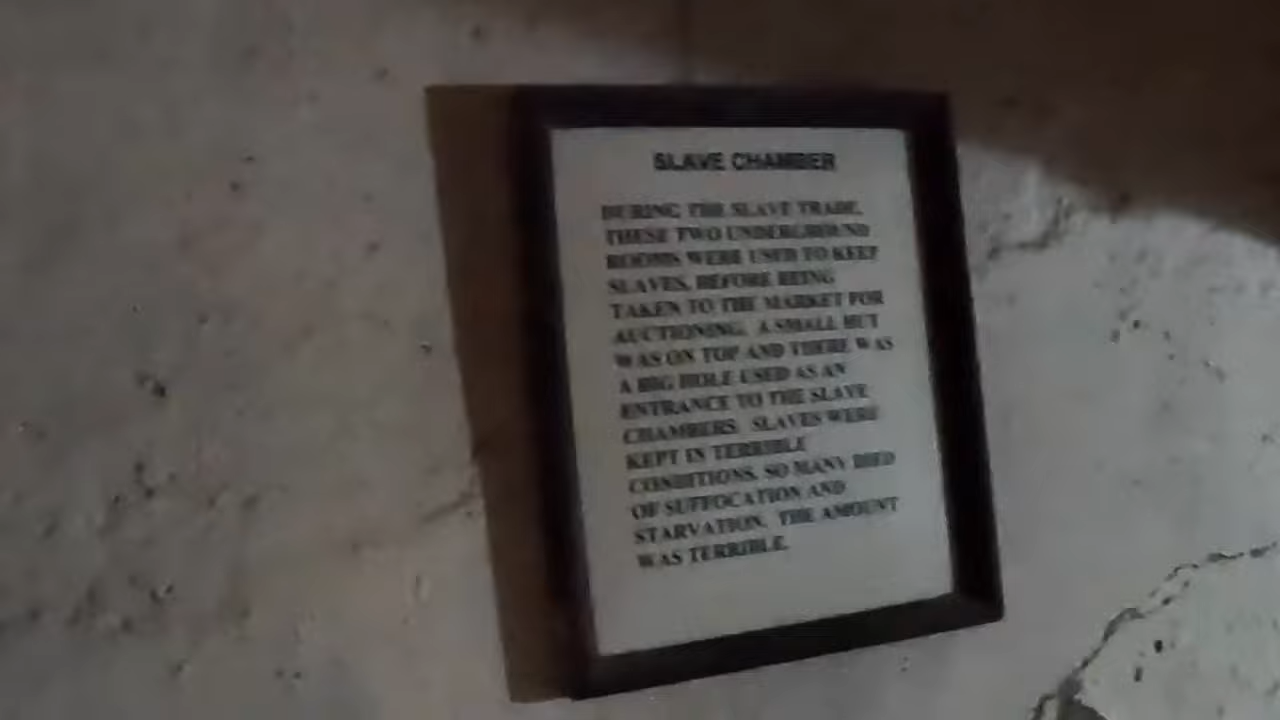 SLAVE CHAMBER
DURING THE SLAVE TRADE,
THESE TWO UNDERGROUND
ROOMS WERE USED TO KEEP
SLAVES, BEFORE BEING
TAKEN TO THE MARKET FOR
AUCTIONING. A SMALL HUT
WAS ON TOP AND THERE WAS
A BIG HOLE USED AS AN
ENTRANCE TO THE SLAVE
CHAMBERS. SLAVES WERE
KEPT IN TERRIBLE
CONDITIONS. SO MANY DIED
OF SUFFOCATION AND
STARVATION. THE AMOUNT
WAS TERRIBLE.